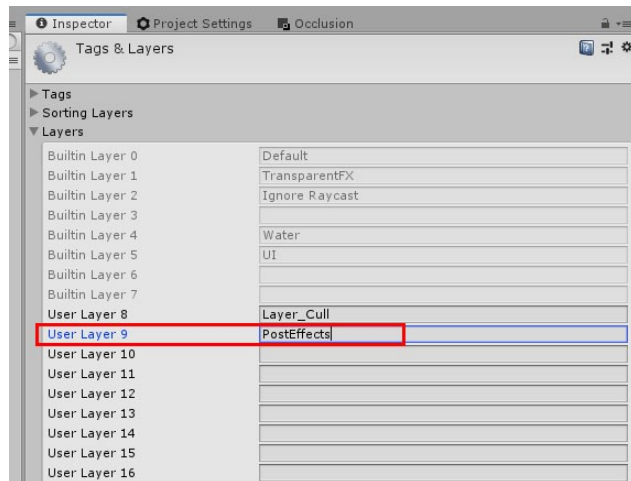 Inspector Project Settings Occlusion
Tags & Layers
Tags
Sorting Layers
Layers
Builtin Layer 0 Default
Builtin Layer 1 TransparentFX
Builtin Layer 2 Ignore Raycast
Builtin Layer 3
Builtin Layer 4 Water
Builtin Layer 5 UI
Builtin Layer 6
Builtin Layer 7
User Layer 8 Layer_Cull
User Layer 9 PostEffects
User Layer 10
User Layer 11
User Layer 12
User Layer 13
User Layer 14
User Layer 15
User Layer 16